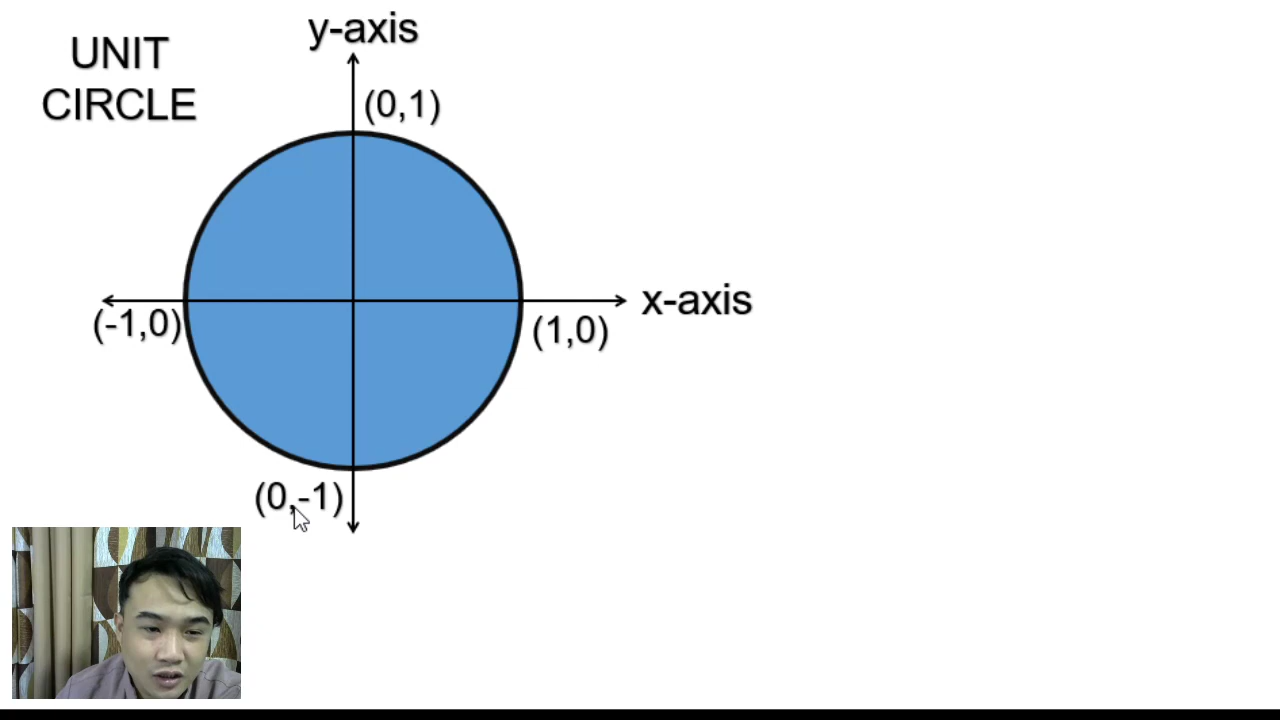 UNIT
CIRCLE
y-axis
(0,1)
(-1,0)
(1,0)
x-axis
(0,-1)